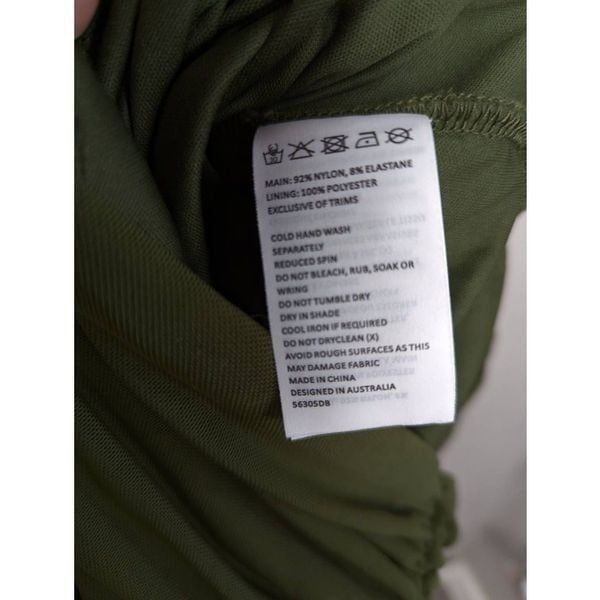 MAIN: 92% NYLON, 8% ELASTANE
LINING: 100% POLYESTER
EXCLUSIVE OF TRIMS
COLD HAND WASH
SEPARATELY
REDUCED SPIN
DO NOT BLEACH, RUB, SOAK OR
WRING
DO NOT TUMBLE DRY
DRY IN SHADE
COOL IRON IF REQUIRED
DO NOT DRYCLEAN (X)
AVOID ROUGH SURFACES AS THIS
MAY DAMAGE FABRIC
MADE IN CHINA
DESIGNED IN AUSTRALIA
56305DB